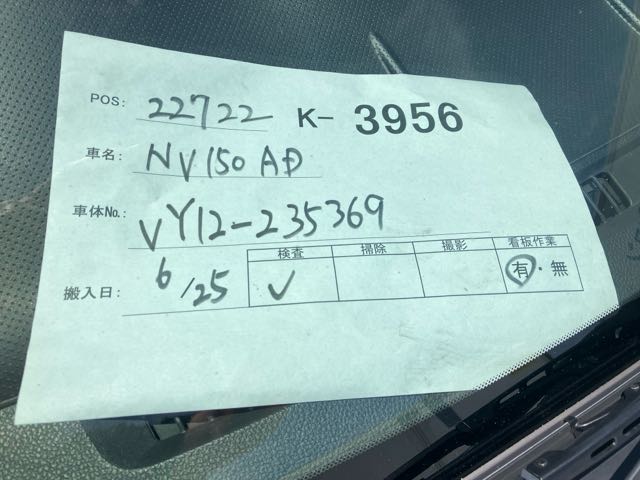 POS: 22722 K- 3956
車名: NV150 AD
車体No.: VY12-235369
検査 掃除 撮影 看板作業
搬入日: 6/25 ✓ 有・無